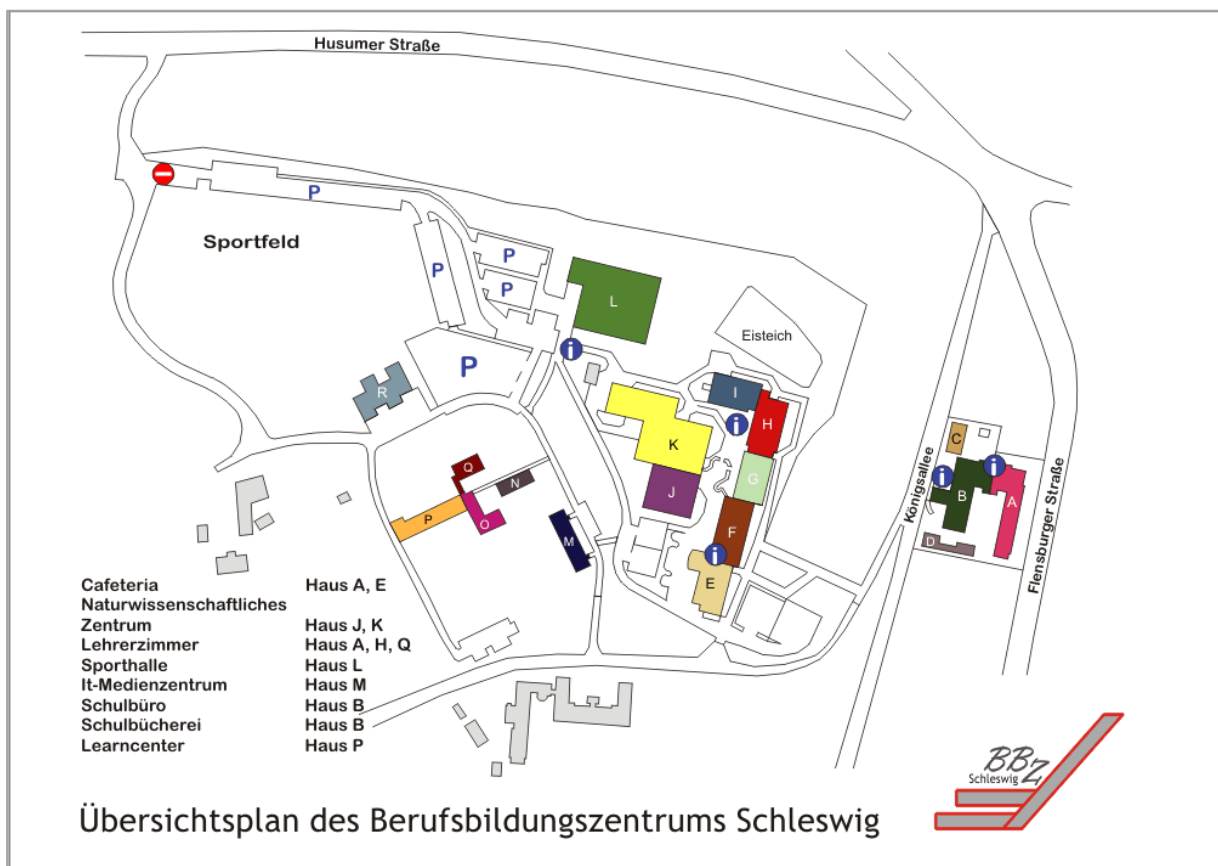 Husumer Straße
P
Sportfeld
P
P
P
L
Eisteich
P
R
I
H
K
C
Königsallee
Flensburger Straße
Q
G
J
N
B
A
P
O
F
M
D
E
Cafeteria Haus A, E
Naturwissenschaftliches
Zentrum Haus J, K
Lehrerzimmer Haus A, H, Q
Sporthalle Haus L
It-Medienzentrum Haus M
Schulbüro Haus B
Schulbücherei Haus B
Learncenter Haus P
BBZ
Schleswig
Übersichtsplan des Berufsbildungszentrums Schleswig